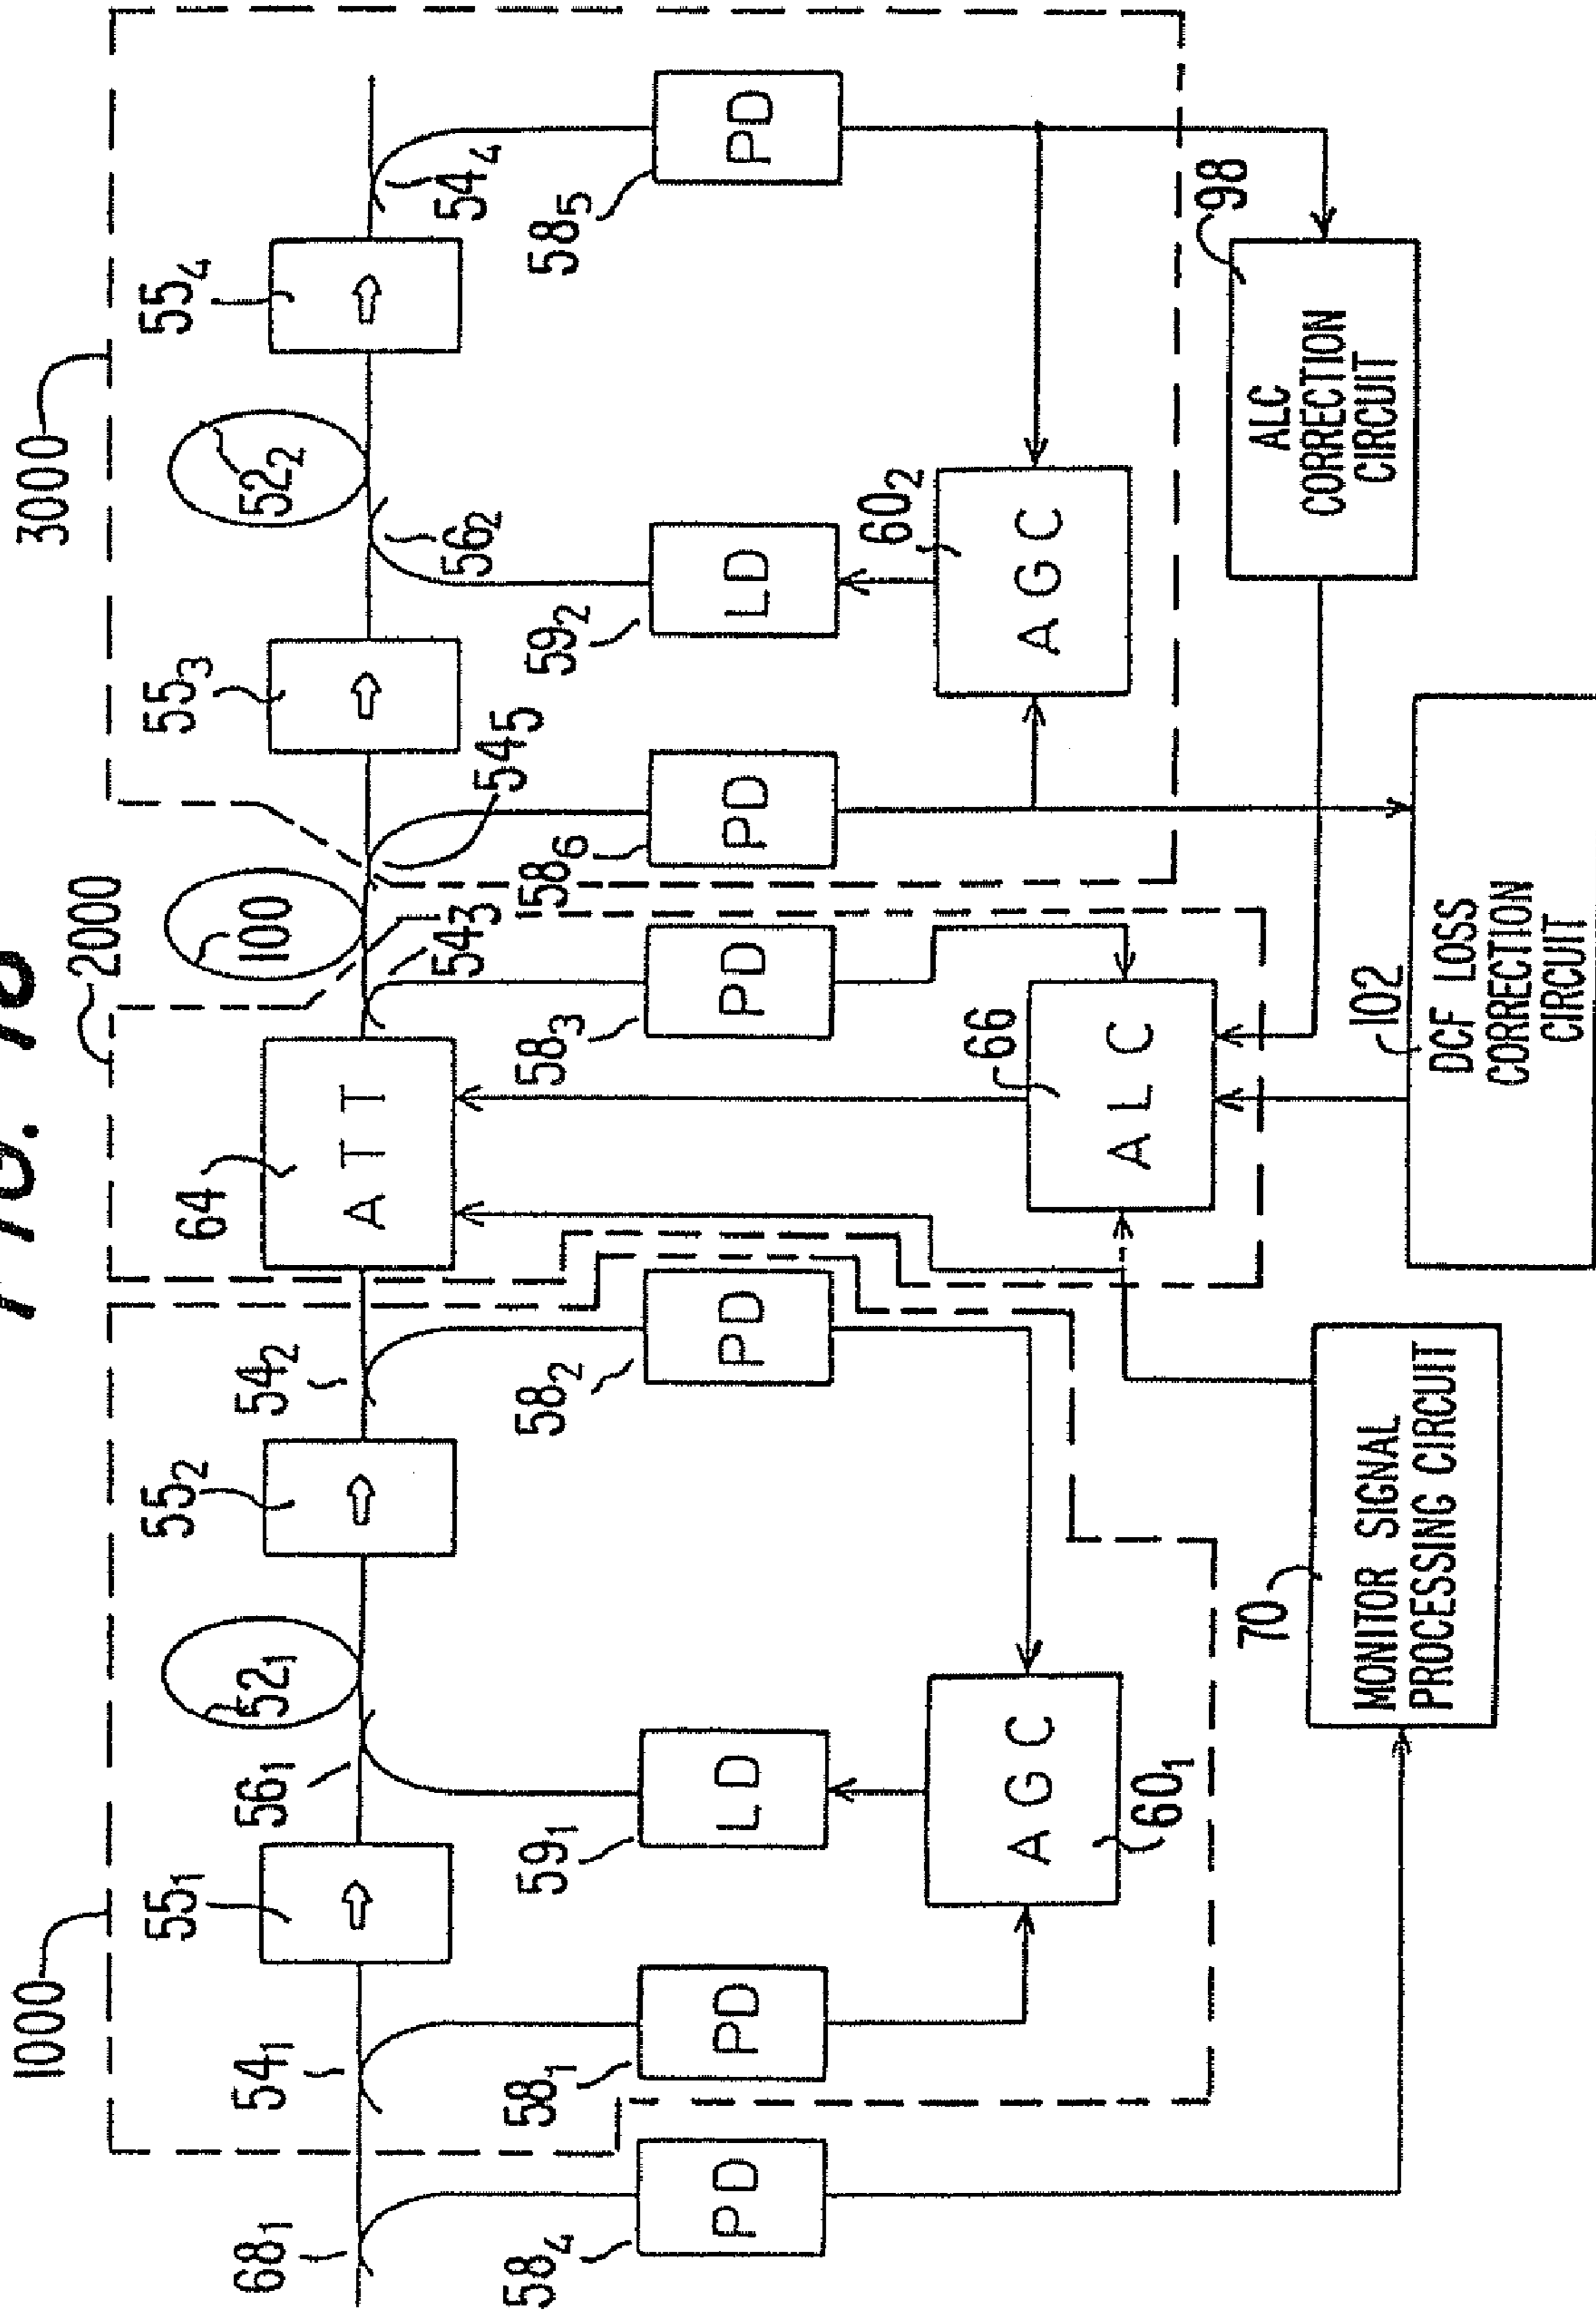 1000
2000
3000
55₁
55₂
55₃
55₄
68₁
54₁
56₁
52₁
54₂
64
ATT
100
54₃
54₅
56₂
52₂
54₄
58₄
PD
58₁
PD
59₁
LD
58₂
PD
58₃
PD
58₆
PD
59₂
LD
58₅
PD
AGC
60₁
66
ALC
AGC
60₂
70
MONITOR SIGNAL
PROCESSING CIRCUIT
102
DCF LOSS
CORRECTION
CIRCUIT
98
ALC
CORRECTION
CIRCUIT